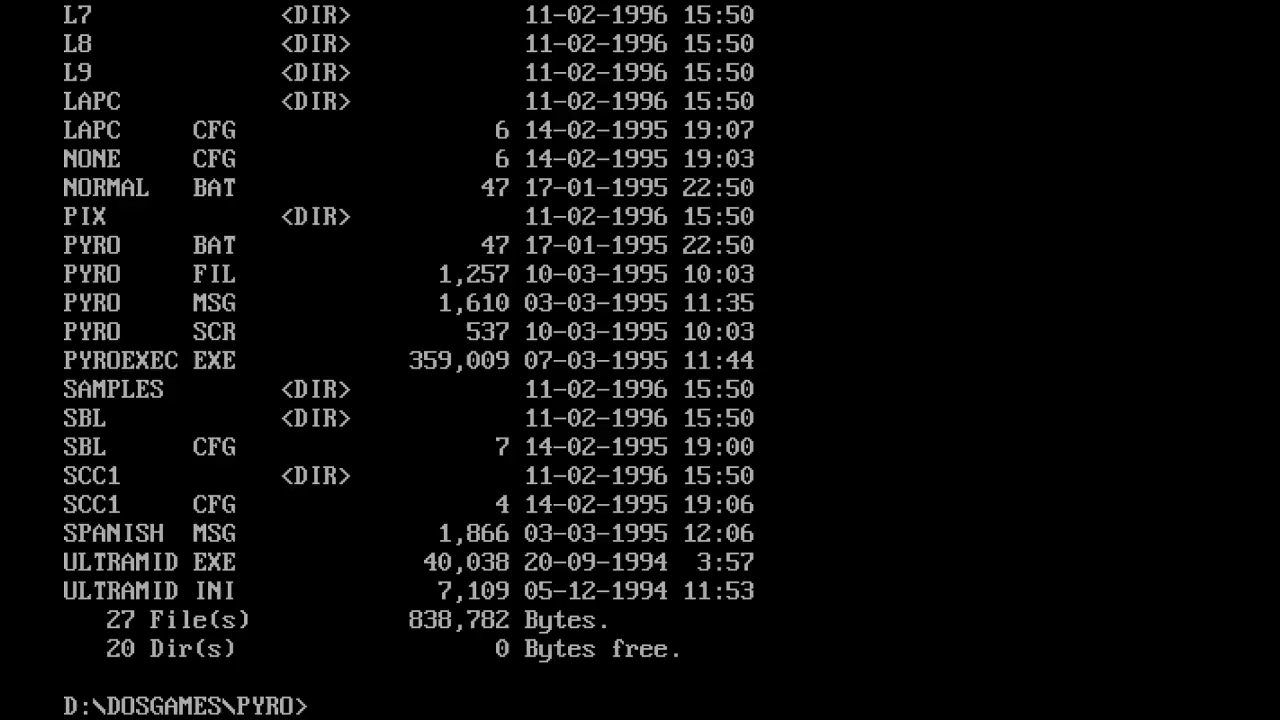 L7 <DIR> 11-02-1996 15:50
L8 <DIR> 11-02-1996 15:50
L9 <DIR> 11-02-1996 15:50
LAPC <DIR> 11-02-1996 15:50
LAPC CFG 6 14-02-1995 19:07
NONE CFG 6 14-02-1995 19:03
NORMAL BAT 47 17-01-1995 22:50
PIX <DIR> 11-02-1996 15:50
PYRO BAT 47 17-01-1995 22:50
PYRO FIL 1,257 10-03-1995 10:03
PYRO MSG 1,610 03-03-1995 11:35
PYRO SCR 537 10-03-1995 10:03
PYROEXEC EXE 359,009 07-03-1995 11:44
SAMPLES <DIR> 11-02-1996 15:50
SBL <DIR> 11-02-1996 15:50
SBL CFG 7 14-02-1995 19:00
SCC1 <DIR> 11-02-1996 15:50
SCC1 CFG 4 14-02-1995 19:06
SPANISH MSG 1,866 03-03-1995 12:06
ULTRAMID EXE 40,038 20-09-1994 3:57
ULTRAMID INI 7,109 05-12-1994 11:53
27 File(s) 838,782 Bytes.
20 Dir(s) 0 Bytes free.
D:\DOSGAMES\PYRO>